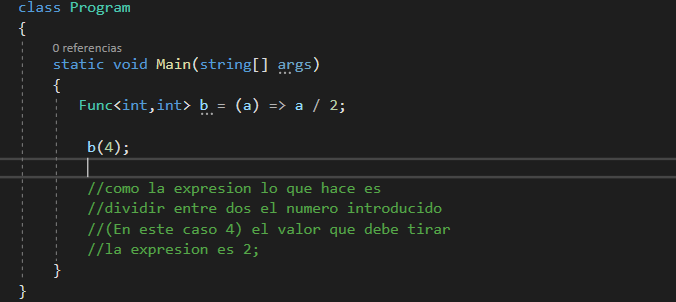 class Program
{
0 referencias
static void Main(string[] args)
{
Func<int,int> b = (a) => a / 2;
b(4);
//como la expresion lo que hace es
//dividir entre dos el numero introducido
//(En este caso 4) el valor que debe tirar
//la expresion es 2;
}
}